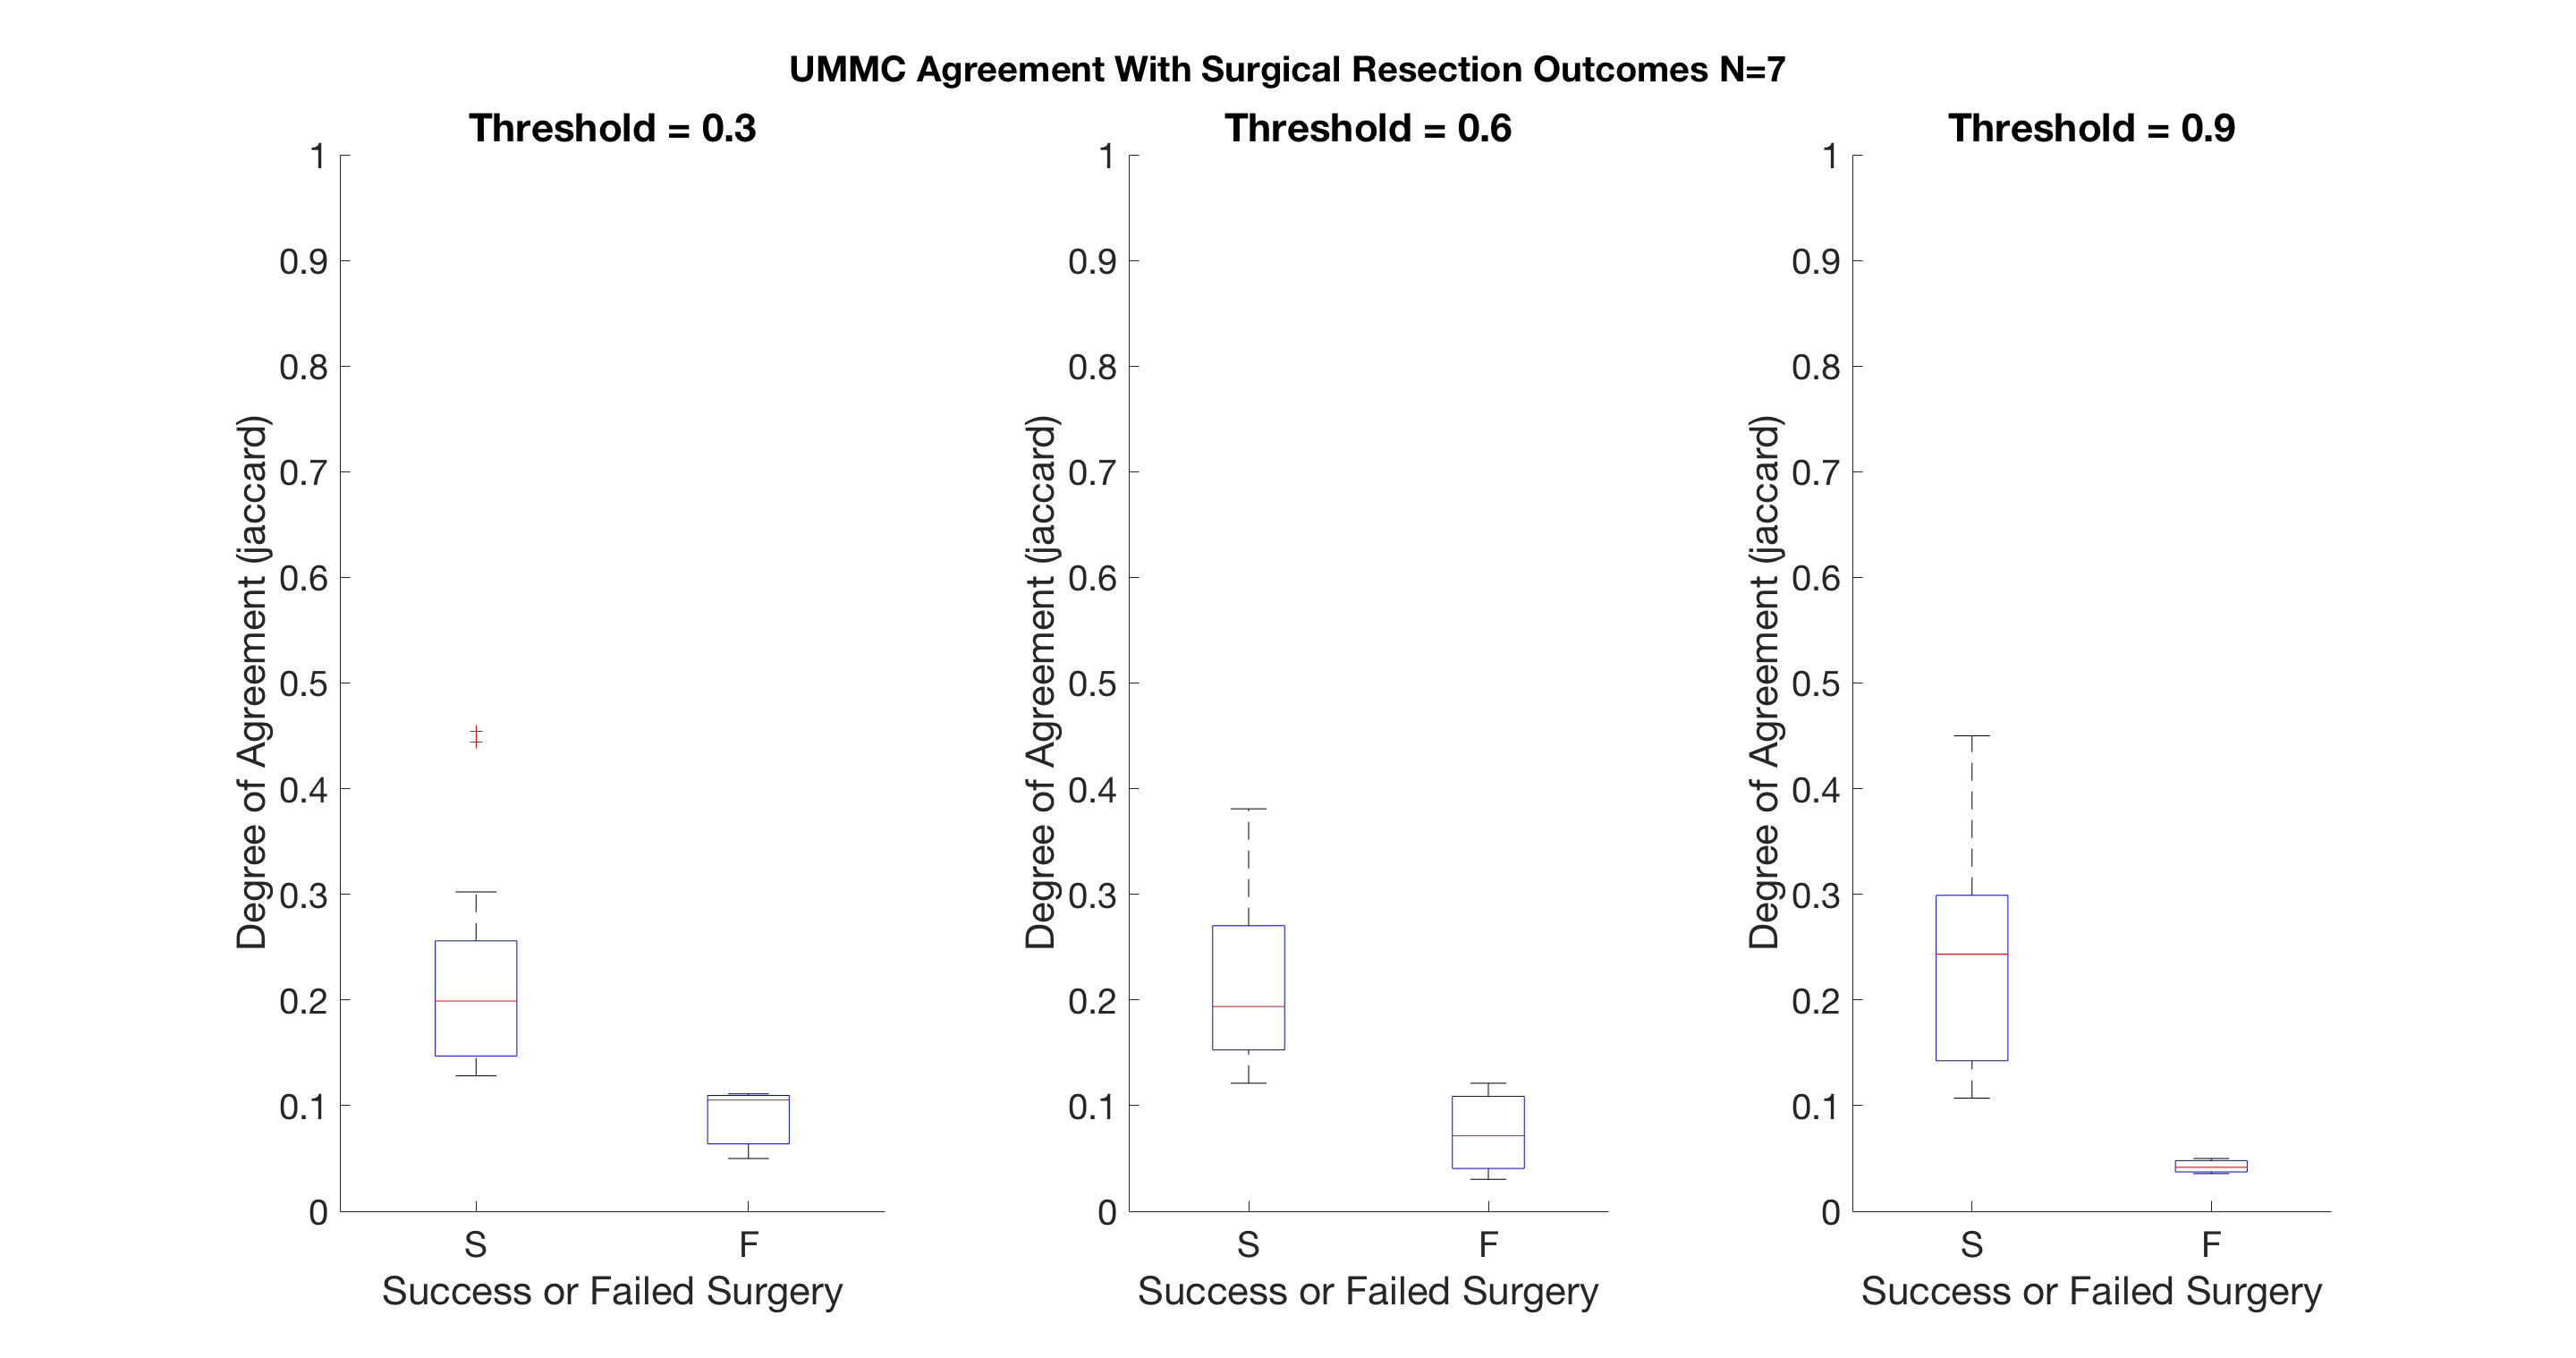 UMMC Agreement With Surgical Resection Outcomes N=7
Threshold = 0.3
1
0.9
0.8
0.7
0.6
0.5
0.4
0.3
0.2
0.1
0
Degree of Agreement (jaccard)
S
F
Success or Failed Surgery
Threshold = 0.6
1
0.9
0.8
0.7
0.6
0.5
0.4
0.3
0.2
0.1
0
Degree of Agreement (jaccard)
S
F
Success or Failed Surgery
Threshold = 0.9
1
0.9
0.8
0.7
0.6
0.5
0.4
0.3
0.2
0.1
0
Degree of Agreement (jaccard)
S
F
Success or Failed Surgery